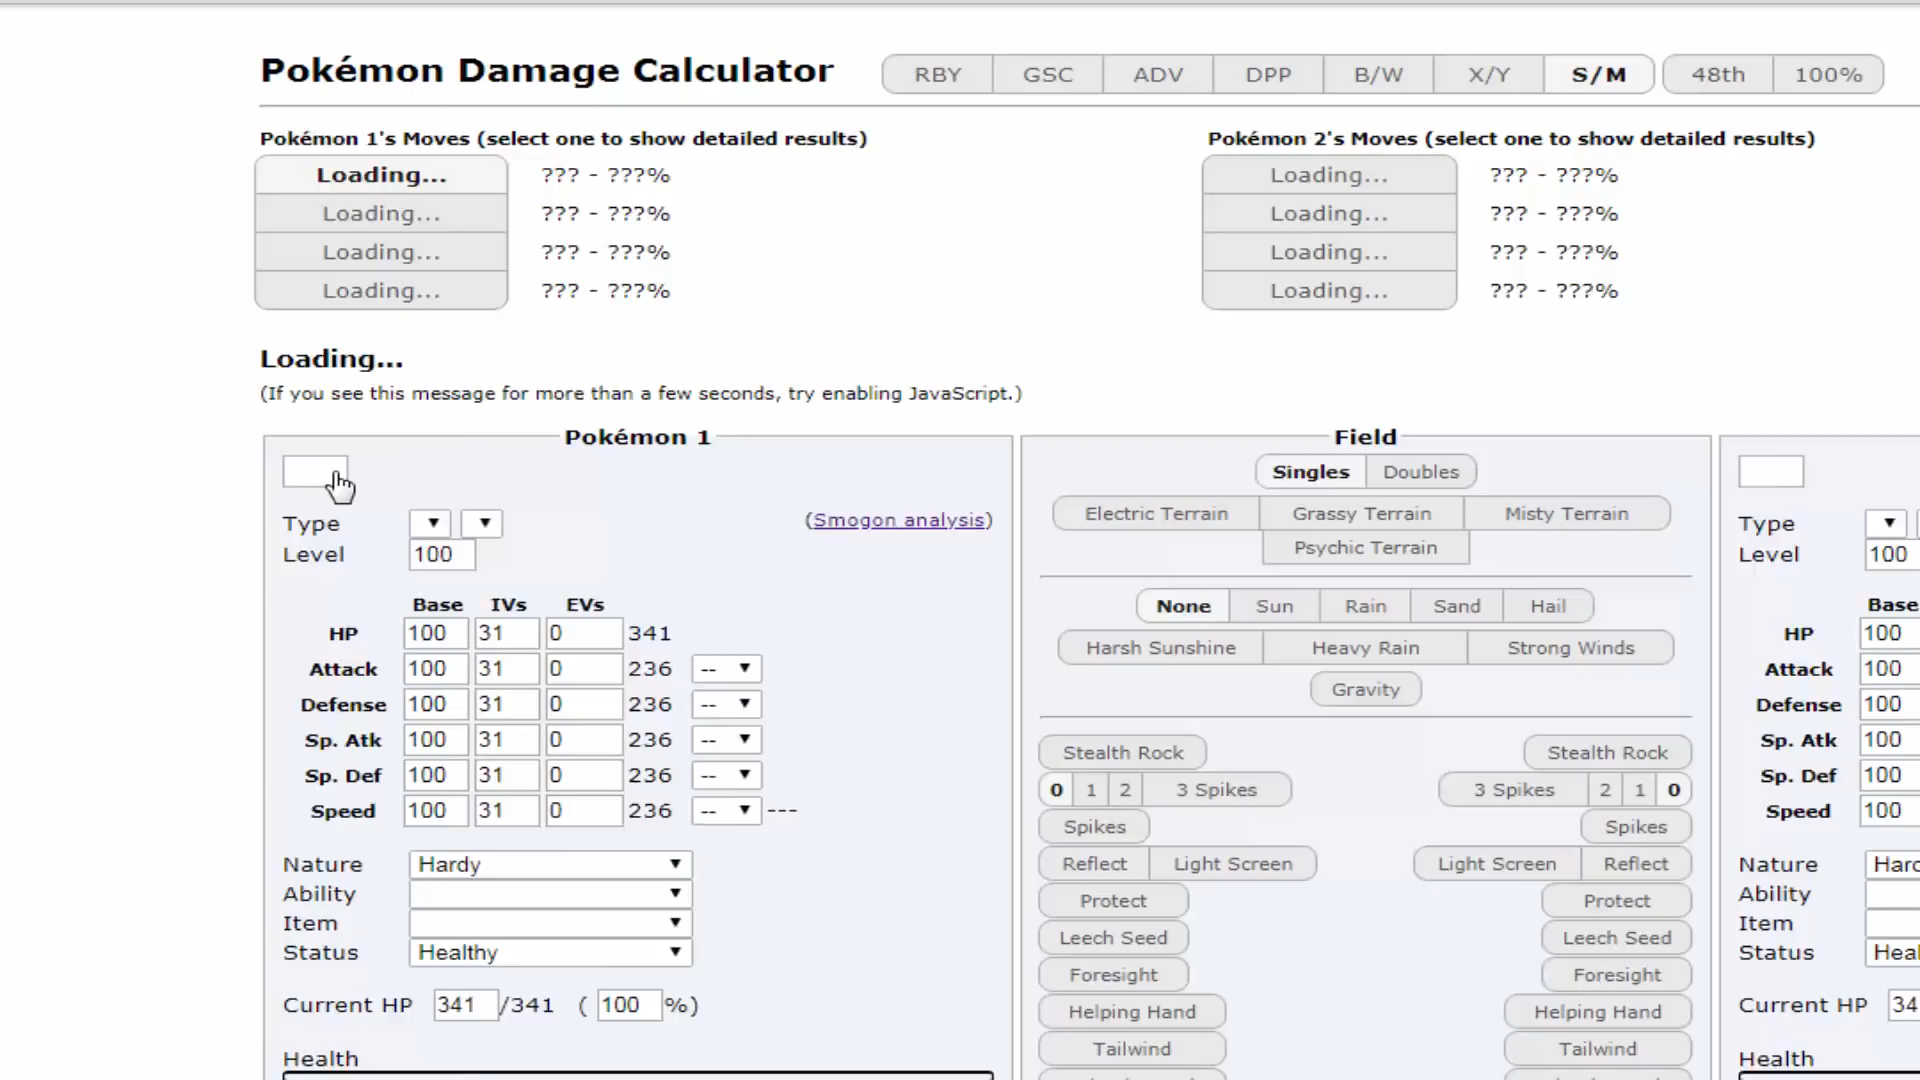 Pokémon Damage Calculator RBY GSC ADV DPP B/W X/Y S/M 48th 100%
Pokémon 1's Moves (select one to show detailed results) Pokémon 2's Moves (select one to show detailed results)
Loading... ??? - ???% Loading... ??? - ???%
Loading... ??? - ???% Loading... ??? - ???%
Loading... ??? - ???% Loading... ??? - ???%
Loading... ??? - ???% Loading... ??? - ???%
Loading...
(If you see this message for more than a few seconds, try enabling JavaScript.)
Pokémon 1
Type (Smogon analysis)
Level 100
Base IVs EVs
HP 100 31 0 341
Attack 100 31 0 236 --
Defense 100 31 0 236 --
Sp. Atk 100 31 0 236 --
Sp. Def 100 31 0 236 --
Speed 100 31 0 236 -- ---
Nature Hardy
Ability
Item
Status Healthy
Current HP 341 /341 ( 100 %)
Health
Field
Singles Doubles
Electric Terrain Grassy Terrain Misty Terrain
Psychic Terrain
None Sun Rain Sand Hail
Harsh Sunshine Heavy Rain Strong Winds
Gravity
Stealth Rock Stealth Rock
0 1 2 3 Spikes 3 Spikes 2 1 0
Spikes Spikes
Reflect Light Screen Light Screen Reflect
Protect Protect
Leech Seed Leech Seed
Foresight Foresight
Helping Hand Helping Hand
Tailwind Tailwind
Type
Level 100
Base
HP 100
Attack 100
Defense 100
Sp. Atk 100
Sp. Def 100
Speed 100
Nature
Ability
Item
Status
Current HP
Health